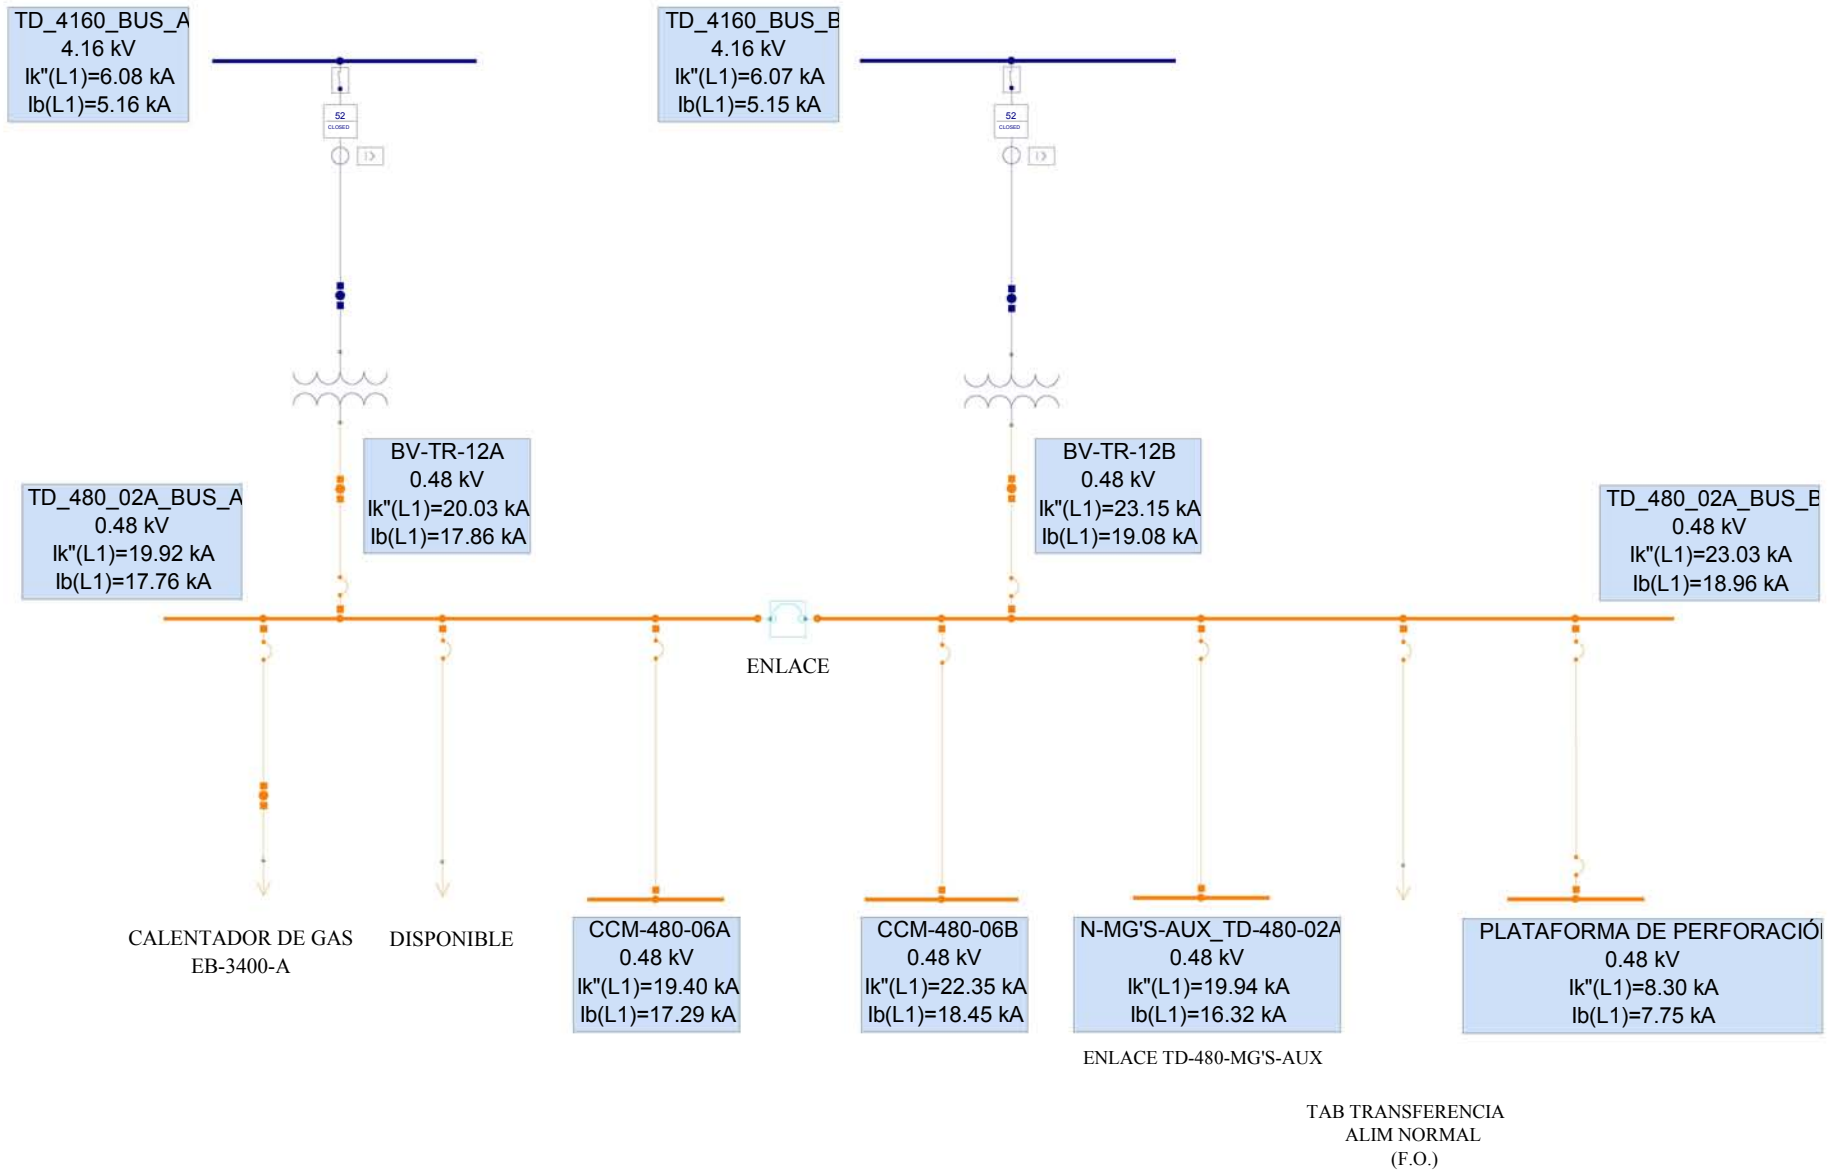 TD_4160_BUS_A
4.16 kV
Ik"(L1)=6.08 kA
Ib(L1)=5.16 kA
TD_4160_BUS_B
4.16 kV
Ik"(L1)=6.07 kA
Ib(L1)=5.15 kA
52
CLOSED
I>
52
CLOSED
I>
BV-TR-12A
0.48 kV
Ik"(L1)=20.03 kA
Ib(L1)=17.86 kA
BV-TR-12B
0.48 kV
Ik"(L1)=23.15 kA
Ib(L1)=19.08 kA
TD_480_02A_BUS_A
0.48 kV
Ik"(L1)=19.92 kA
Ib(L1)=17.76 kA
TD_480_02A_BUS_B
0.48 kV
Ik"(L1)=23.03 kA
Ib(L1)=18.96 kA
ENLACE
CALENTADOR DE GAS
EB-3400-A
DISPONIBLE
CCM-480-06A
0.48 kV
Ik"(L1)=19.40 kA
Ib(L1)=17.29 kA
CCM-480-06B
0.48 kV
Ik"(L1)=22.35 kA
Ib(L1)=18.45 kA
N-MG'S-AUX_TD-480-02A
0.48 kV
Ik"(L1)=19.94 kA
Ib(L1)=16.32 kA
ENLACE TD-480-MG'S-AUX
PLATAFORMA DE PERFORACIÓ
0.48 kV
Ik"(L1)=8.30 kA
Ib(L1)=7.75 kA
TAB TRANSFERENCIA
ALIM NORMAL
(F.O.)